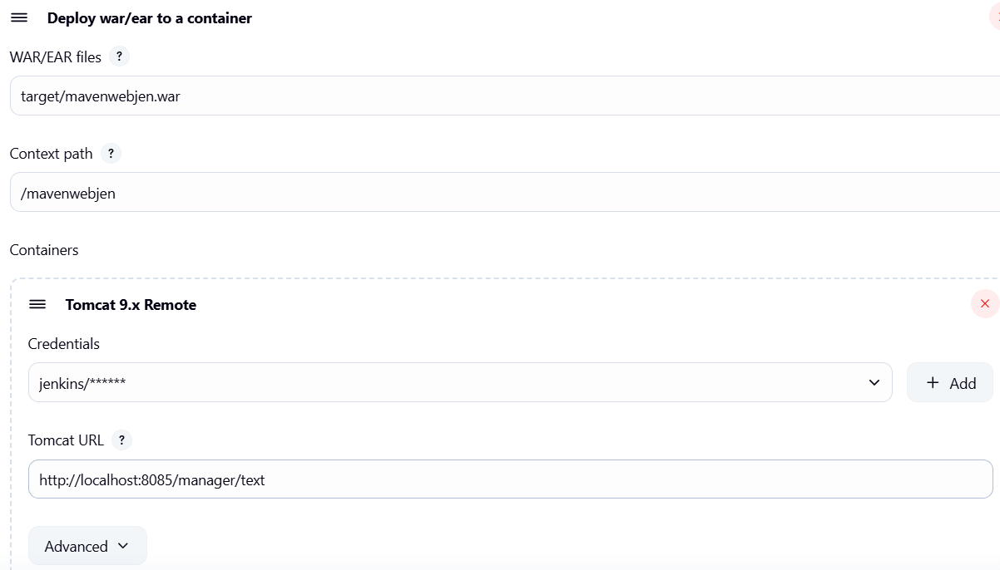 Deploy war/ear to a container
WAR/EAR files ?
target/mavenwebjen.war
Context path ?
/mavenwebjen
Containers
Tomcat 9.x Remote
Credentials
jenkins/******
+ Add
Tomcat URL ?
http://localhost:8085/manager/text
Advanced